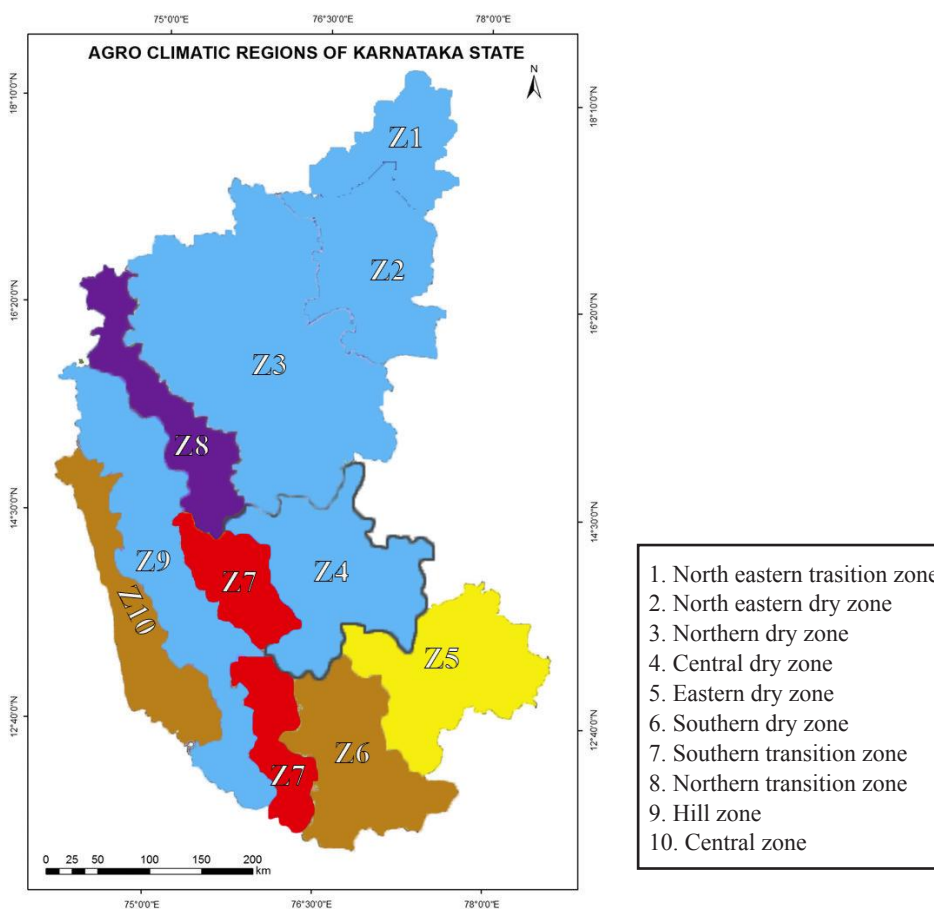 75°0'0"E 76°30'0"E 78°0'0"E
AGRO CLIMATIC REGIONS OF KARNATAKA STATE
N
18°10'0"N
18°10'0"N
Z1
Z2
16°20'0"N
16°20'0"N
Z3
Z8
14°30'0"N
14°30'0"N
Z9
Z7
Z4
Z10
Z5
12°40'0"N
12°40'0"N
Z6
Z7
0 25 50 100 150 200
km
75°0'0"E 76°30'0"E 78°0'0"E
1. North eastern trasition zone
2. North eastern dry zone
3. Northern dry zone
4. Central dry zone
5. Eastern dry zone
6. Southern dry zone
7. Southern transition zone
8. Northern transition zone
9. Hill zone
10. Central zone